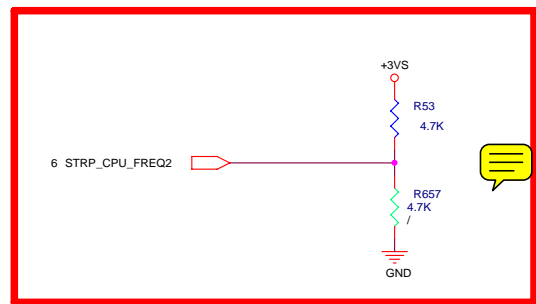 +3VS
R53
4.7K
6 STRP_CPU_FREQ2
R657
4.7K
/
GND